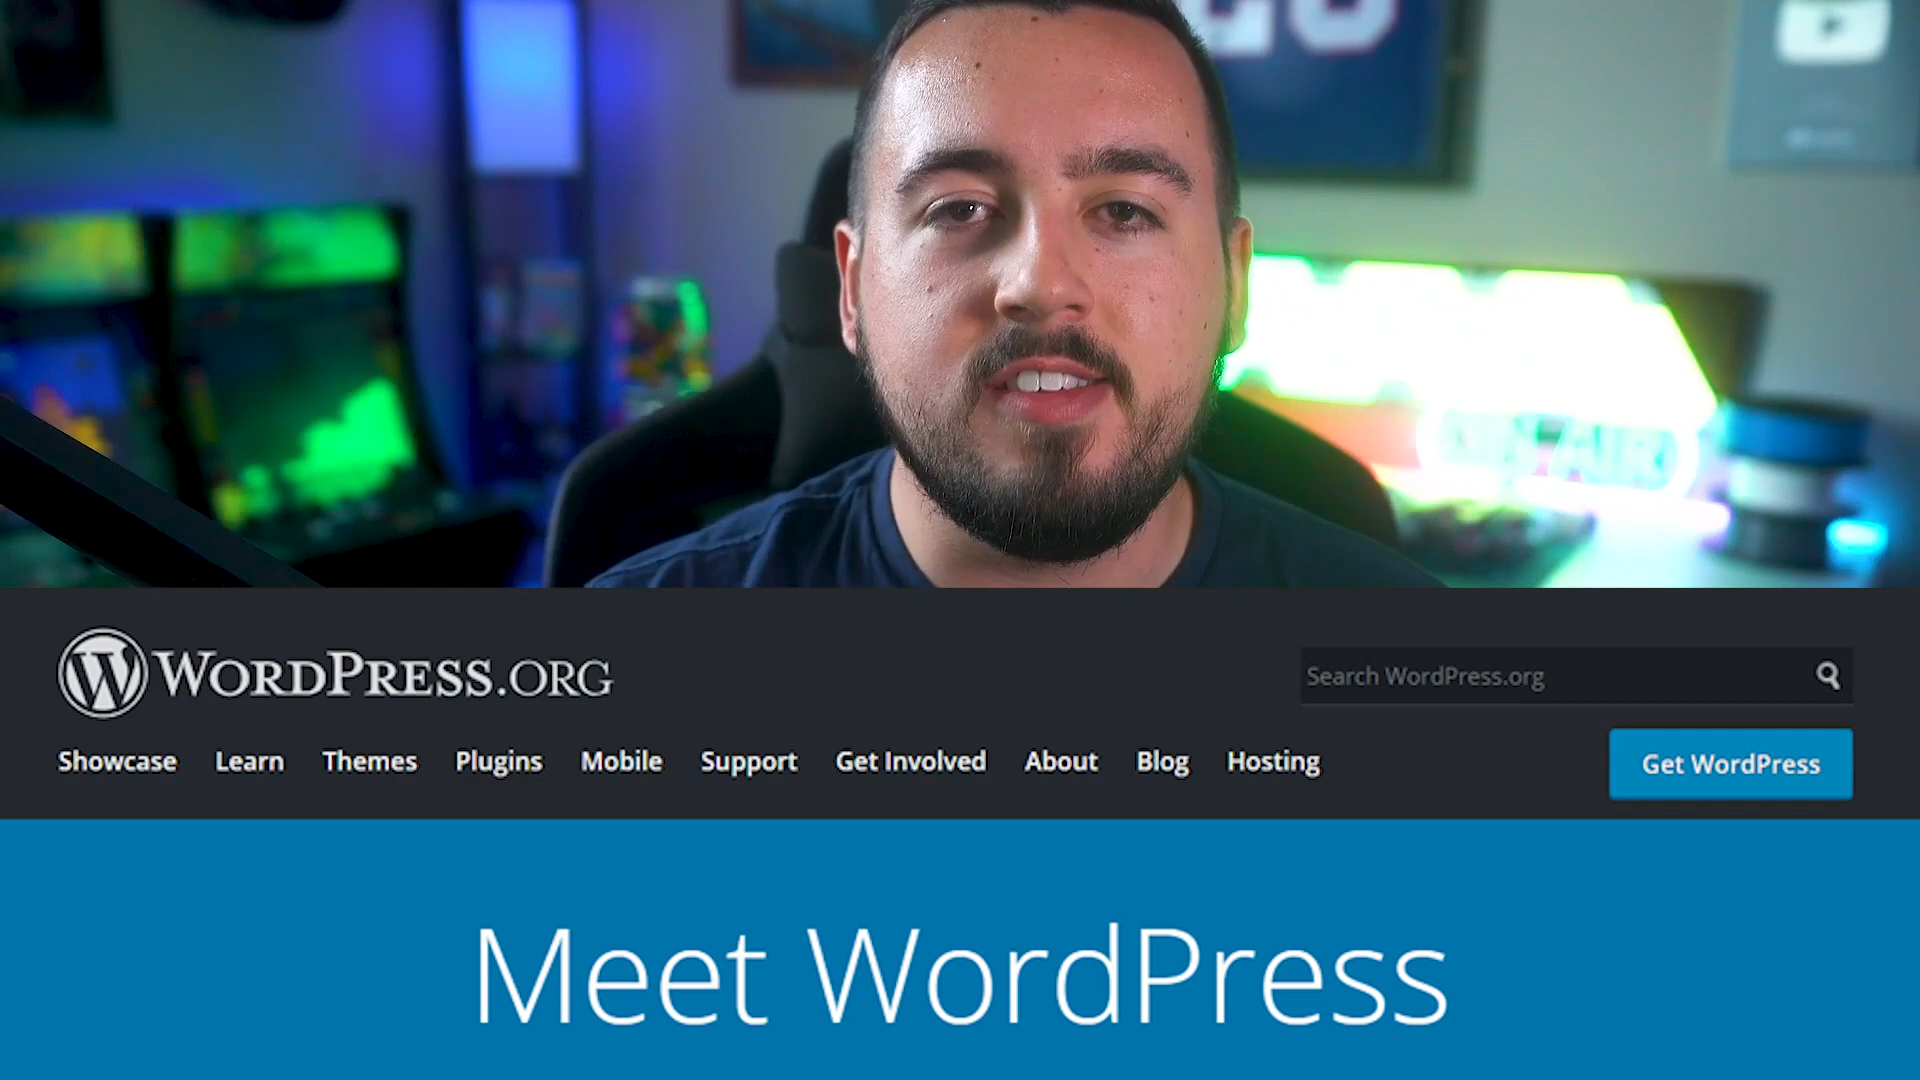 WORDPRESS.ORG
Search WordPress.org
Showcase Learn Themes Plugins Mobile Support Get Involved About Blog Hosting
Get WordPress
Meet WordPress